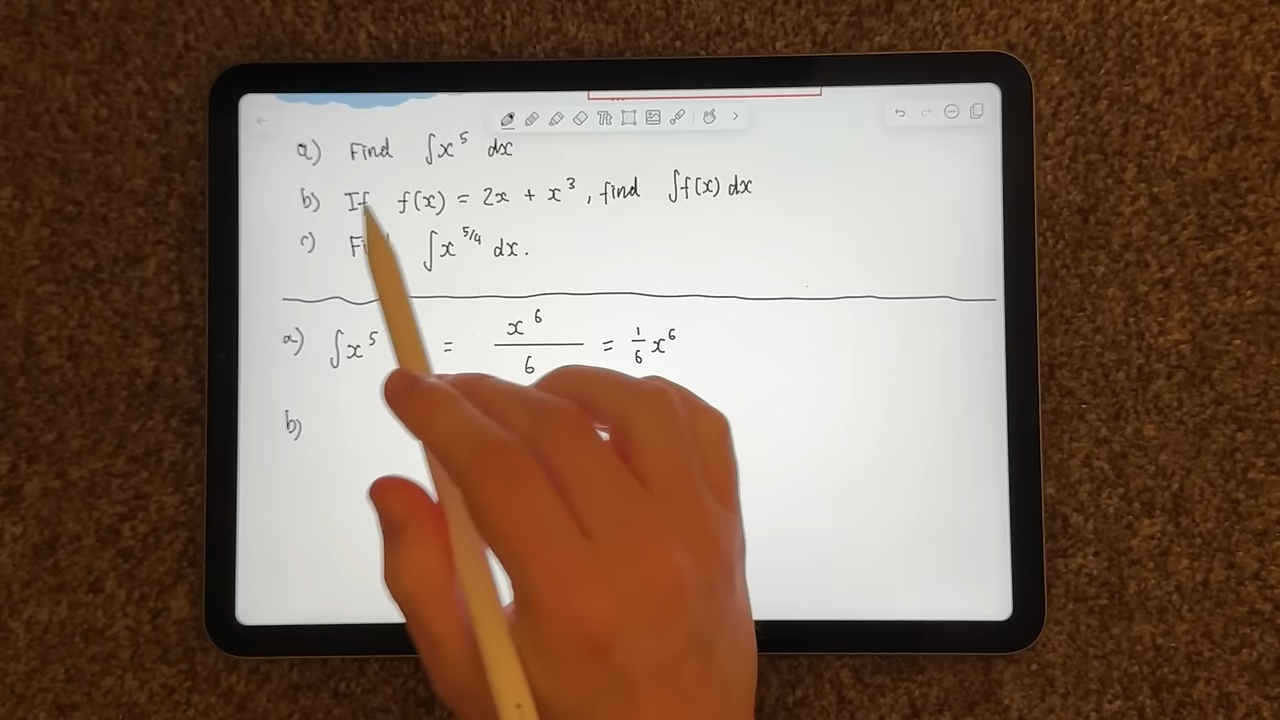 a) Find ∫x⁵ dx
b) If f(x) = 2x + x³, find ∫f(x) dx
c) ∫x^5/4 dx.
a) ∫x⁵ = x⁶/6 = 1/6 x⁶
b)